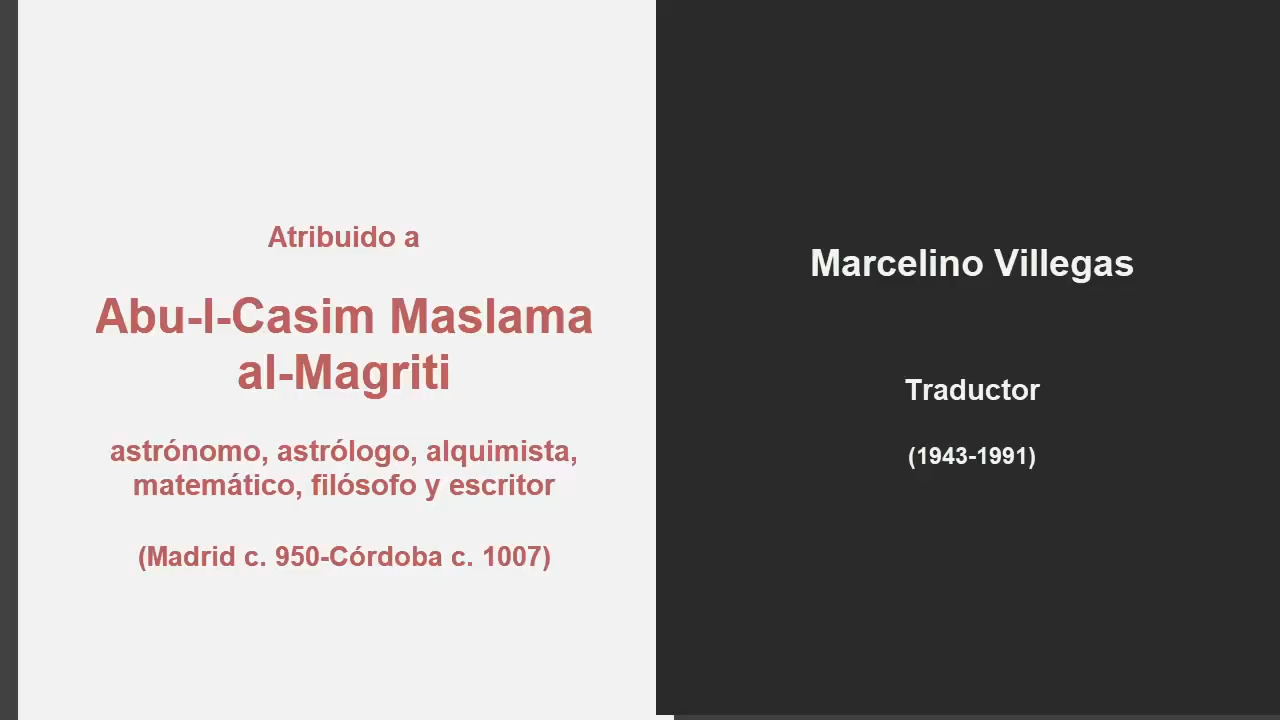 Atribuido a
Abu-l-Casim Maslama
al-Magriti
astrónomo, astrólogo, alquimista,
matemático, filósofo y escritor
(Madrid c. 950-Córdoba c. 1007)
Marcelino Villegas
Traductor
(1943-1991)